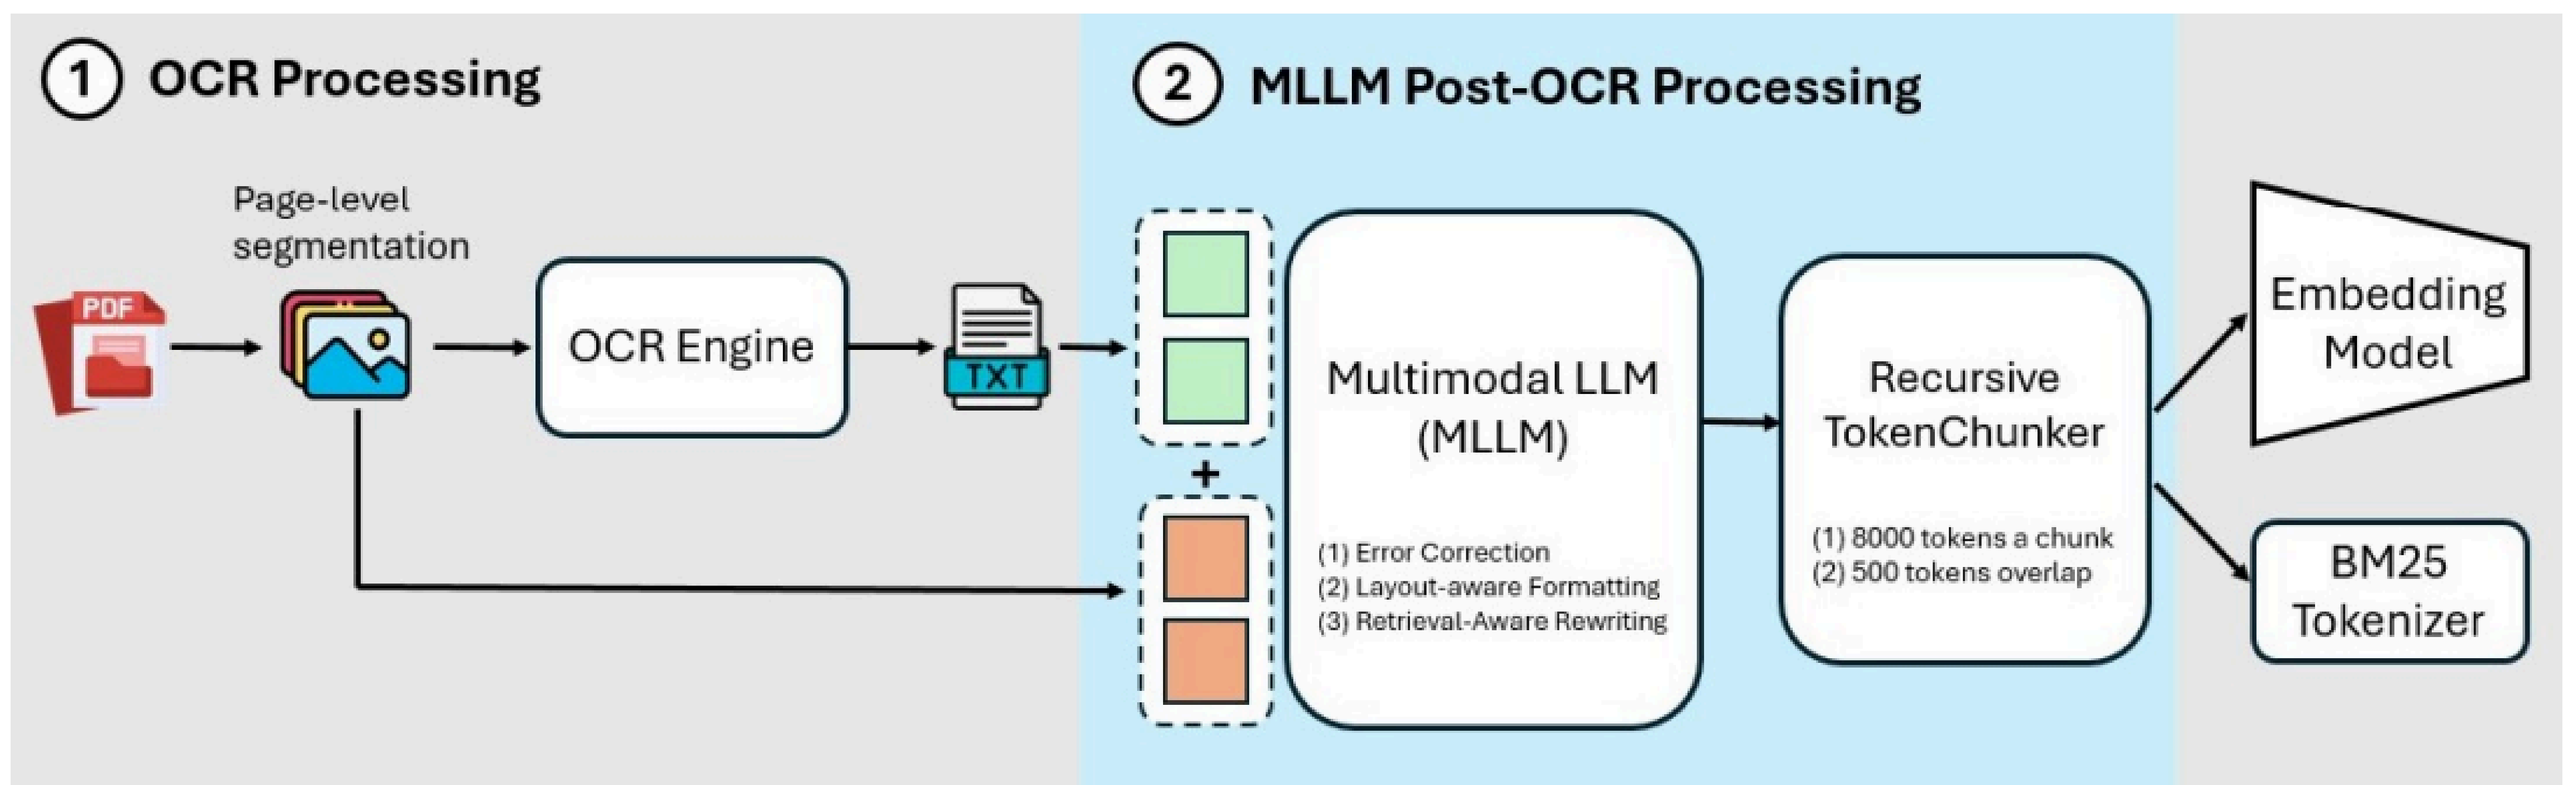 1 OCR Processing
Page-level
segmentation
PDF
OCR Engine
TXT
2 MLLM Post-OCR Processing
+
Multimodal LLM
(MLLM)
(1) Error Correction
(2) Layout-aware Formatting
(3) Retrieval-Aware Rewriting
Recursive
TokenChunker
(1) 8000 tokens a chunk
(2) 500 tokens overlap
Embedding
Model
BM25
Tokenizer